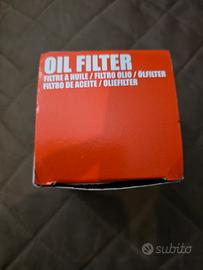 OIL FILTER
FILTRE A HUILE / FILTRO OLIO / ÖLFILTER
FILTRO DE ACEITE / OLIEFILTER
subito